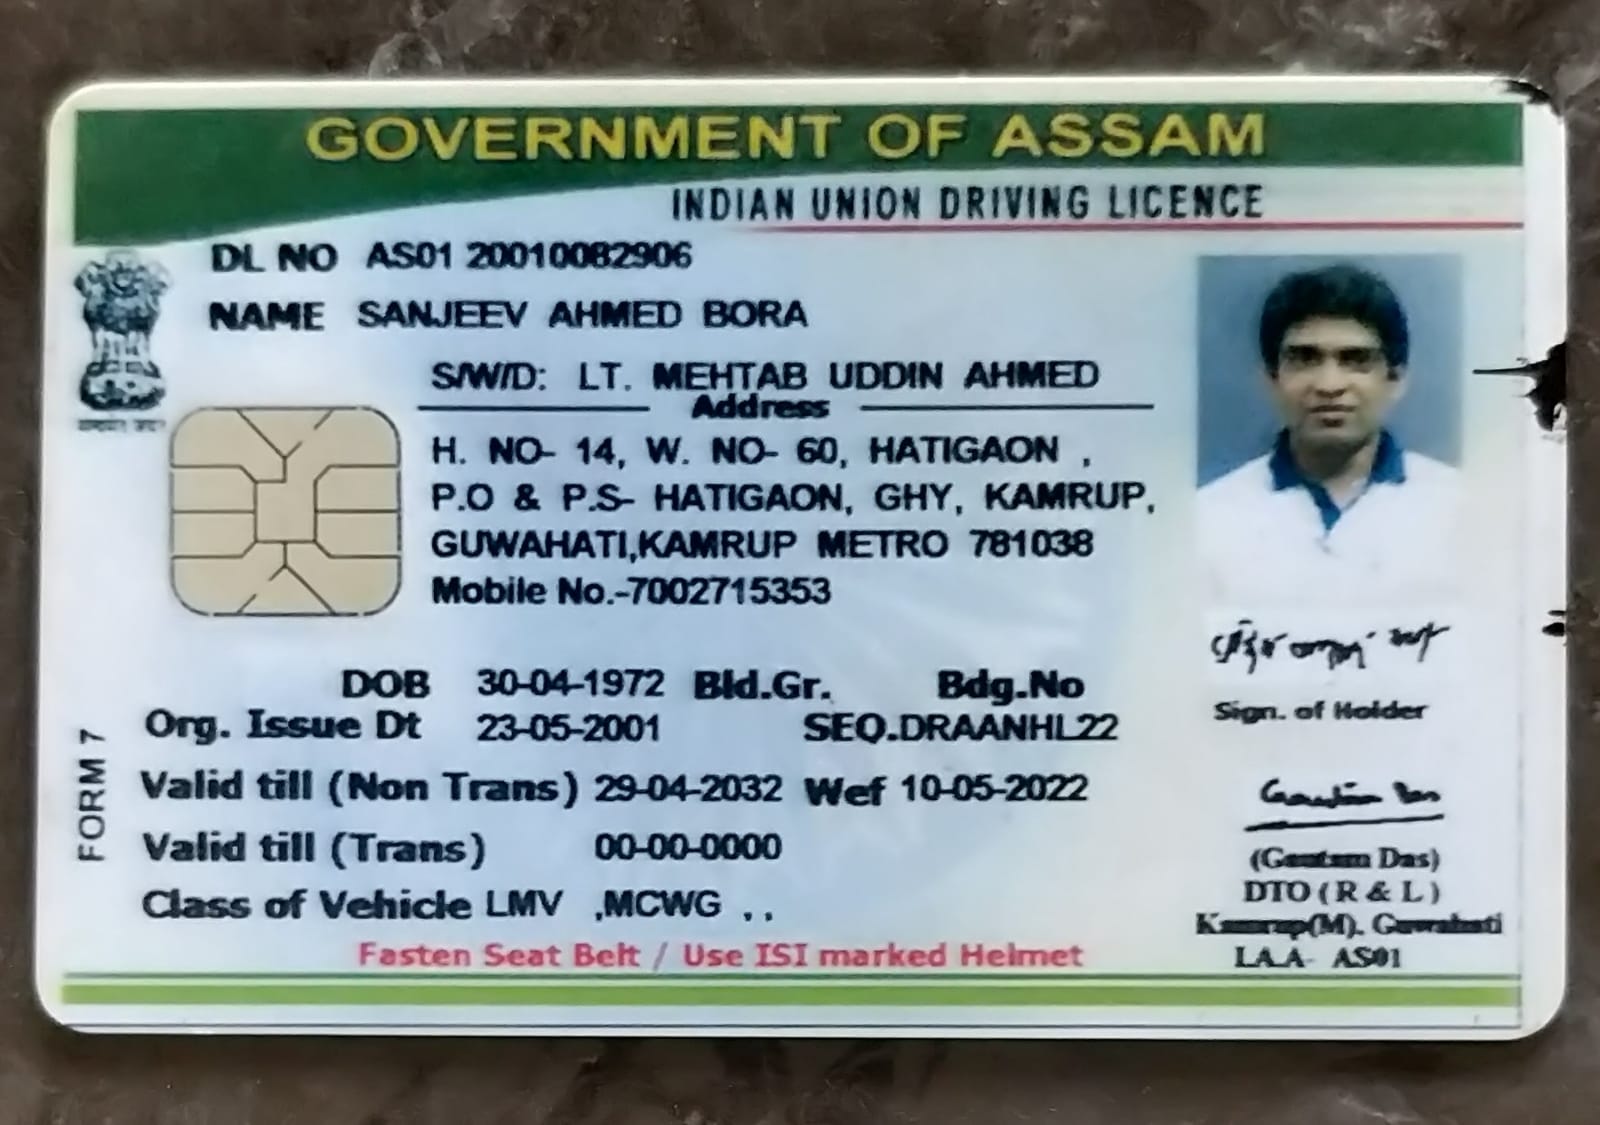 GOVERNMENT OF ASSAM
INDIAN UNION DRIVING LICENCE
DL NO AS01 20010082906
NAME SANJEEV AHMED BORA
S/W/D: LT. MEHTAB UDDIN AHMED
Address
H. NO- 14, W. NO- 60, HATIGAON ,
P.O & P.S- HATIGAON, GHY, KAMRUP,
GUWAHATI,KAMRUP METRO 781038
Mobile No.-7002715353
DOB 30-04-1972 Bld.Gr. Bdg.No
Org. Issue Dt 23-05-2001 SEQ.DRAANHL22
Valid till (Non Trans) 29-04-2032 Wef 10-05-2022
Valid till (Trans) 00-00-0000
Class of Vehicle LMV ,MCWG , ,
Fasten Seat Belt / Use ISI marked Helmet
FORM 7
Sign. of Holder
(Gautam Das)
DTO ( R & L )
Kamrup(M). Guwahati
LA.A- AS01